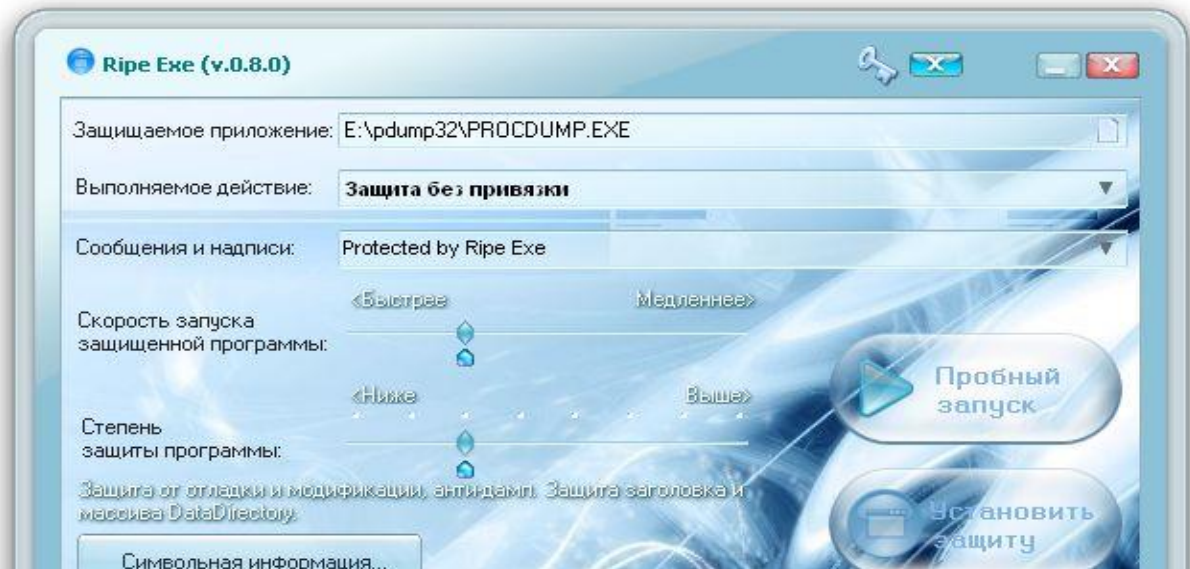 Ripe Exe (v.0.8.0)
Защищаемое приложение: E:\pdump32\PROCDUMP.EXE
Выполняемое действие: Защита без привязки
Сообщения и надписи: Protected by Ripe Exe
<Быстрее Медленнее>
Скорость запуска
защищенной программы:
Пробный
запуск
<Ниже Выше>
Степень
защиты программы:
Защита от отладки и модификации, анти-дамп. Защита заголовка и
массива DataDirectory.
Установить
защиту
Символьная информация...